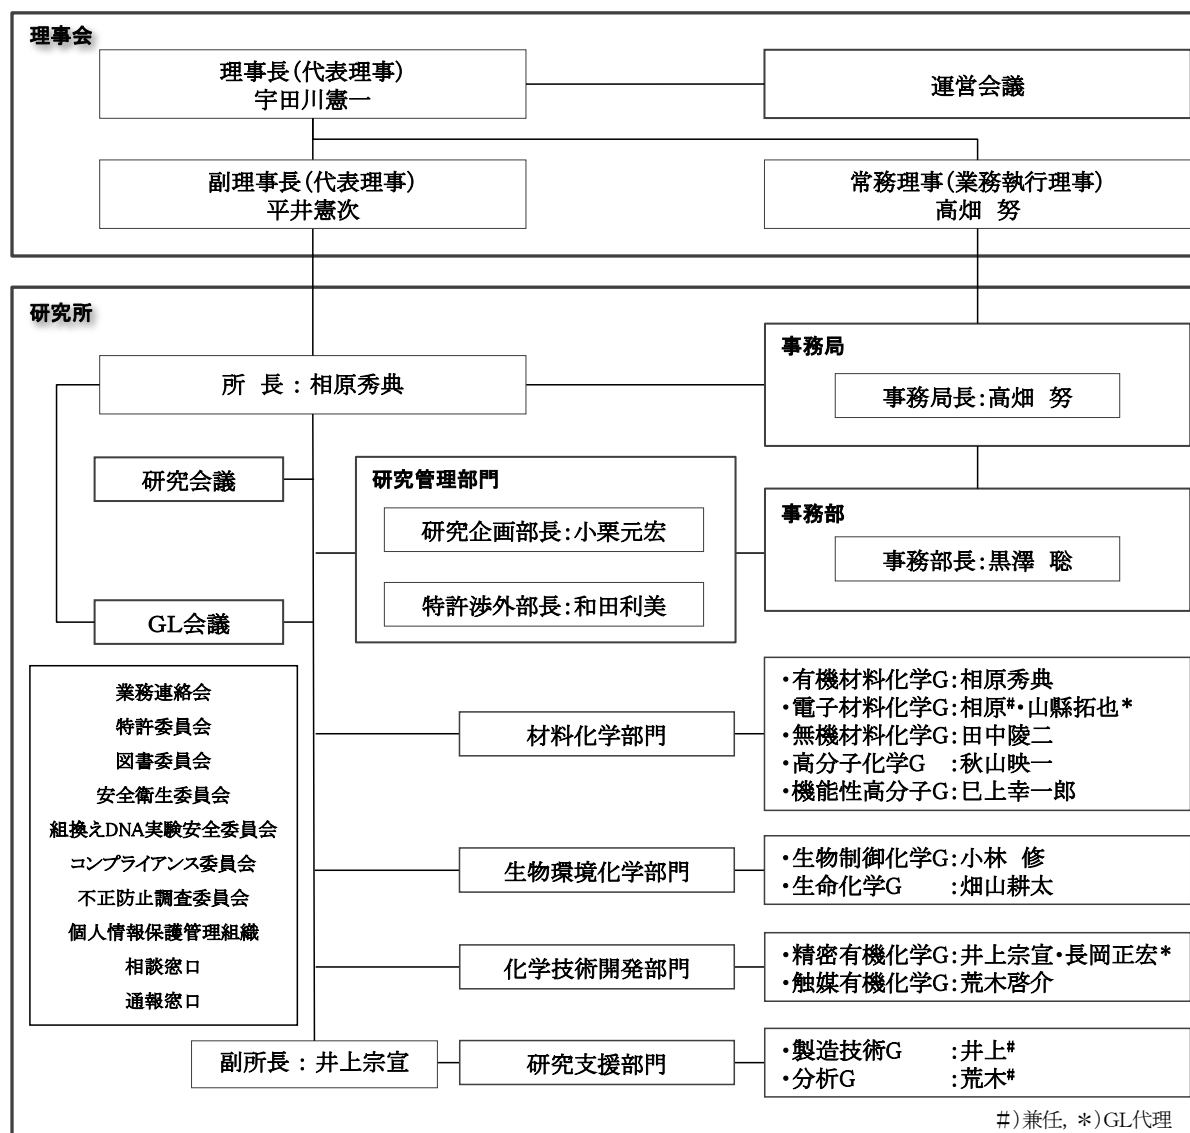 理事会
理事長(代表理事)
宇田川憲一
運営会議
副理事長(代表理事)
平井憲次
常務理事(業務執行理事)
高畑 努
研究所
所 長 : 相原秀典
事務局
事務局長:高畑 努
研究会議
研究管理部門
研究企画部長:小栗元宏
特許渉外部長:和田利美
事務部
事務部長:黒澤 聡
GL会議
業務連絡会
特許委員会
図書委員会
安全衛生委員会
組換えDNA実験安全委員会
コンプライアンス委員会
不正防止調査委員会
個人情報保護管理組織
相談窓口
通報窓口
材料化学部門
・有機材料化学G:相原秀典
・電子材料化学G:相原#・山縣拓也*
・無機材料化学G:田中陵二
・高分子化学G :秋山映一
・機能性高分子G:巳上幸一郎
生物環境化学部門
・生物制御化学G:小林 修
・生命化学G :畑山耕太
化学技術開発部門
・精密有機化学G:井上宗宣・長岡正宏*
・触媒有機化学G:荒木啓介
副所長 : 井上宗宣
研究支援部門
・製造技術G :井上#
・分析G :荒木#
#)兼任, *)GL代理